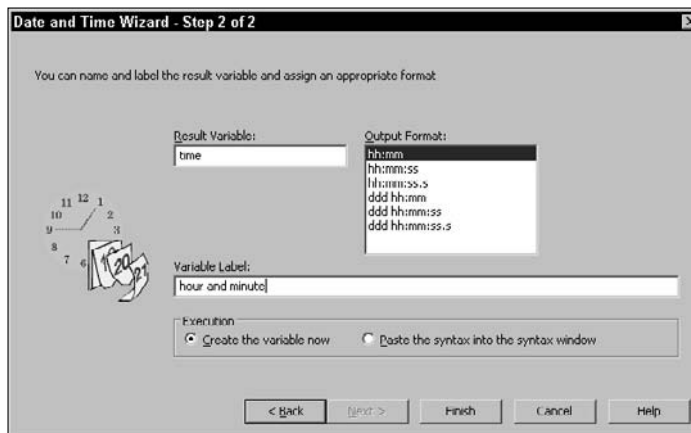 Date and Time Wizard - Step 2 of 2
You can name and label the result variable and assign an appropriate format
Result Variable:
time
Output Format:
hh:mm
hh:mm:ss
hh:mm:ss.s
ddd hh:mm
ddd hh:mm:ss
ddd hh:mm:ss.s
11 12 1
10 2
9 3
8
7 6
19 20 21
Variable Label:
hour and minute
Execution
Create the variable now
Paste the syntax into the syntax window
< Back
Next >
Finish
Cancel
Help